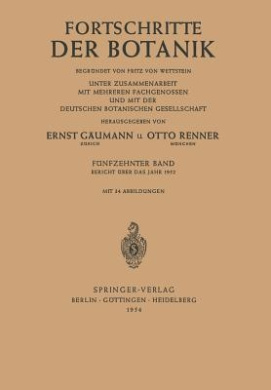 FORTSCHRITTE
DER BOTANIK
BEGRÜNDET VON FRITZ VON WETTSTEIN
UNTER ZUSAMMENARBEIT
MIT MEHREREN FACHGENOSSEN
UND MIT DER
DEUTSCHEN BOTANISCHEN GESELLSCHAFT
HERAUSGEGEBEN VON
ERNST GÄUMANN U. OTTO RENNER
ZÜRICH MÜNCHEN
FÜNFZEHNTER BAND
BERICHT ÜBER DAS JAHR 1952
MIT 24 ABBILDUNGEN
SPRINGER-VERLAG
BERLIN · GÖTTINGEN · HEIDELBERG
1954